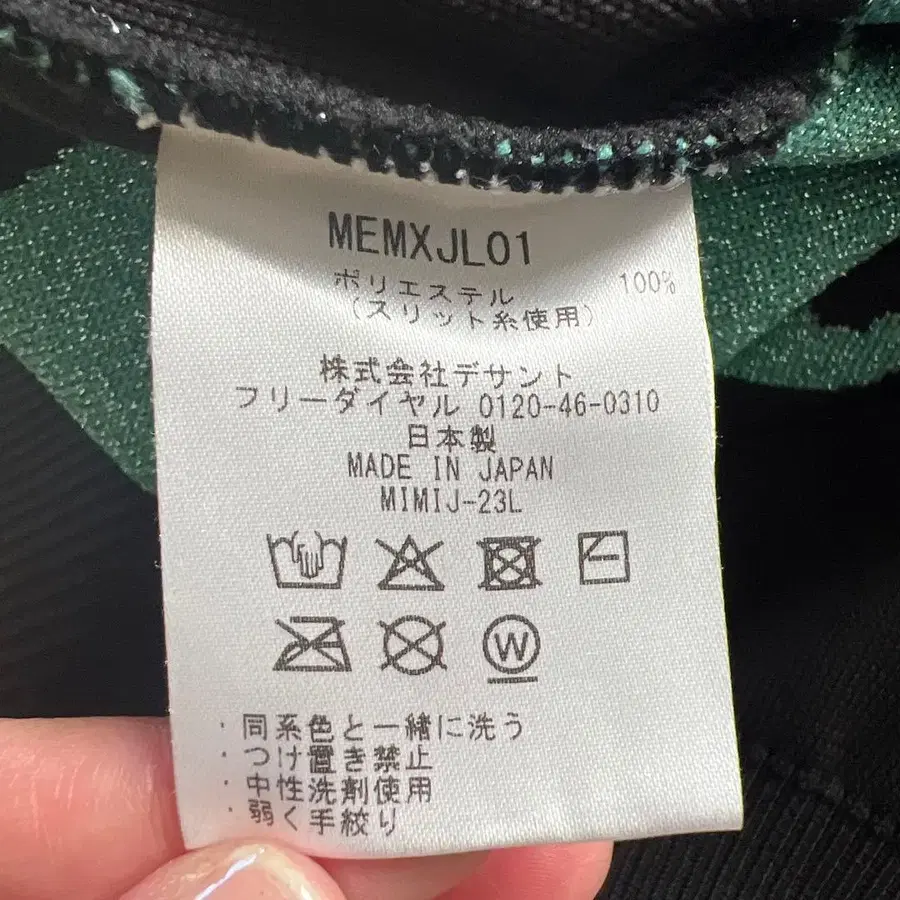 MEMXJL01
ポリエステル 100%
(スリット糸使用)
株式会社デサント
フリーダイヤル 0120-46-0310
日本製
MADE IN JAPAN
MIMIJ-23L
W
・同系色と一緒に洗う
・つけ置き禁止
・中性洗剤使用
・弱く手絞り